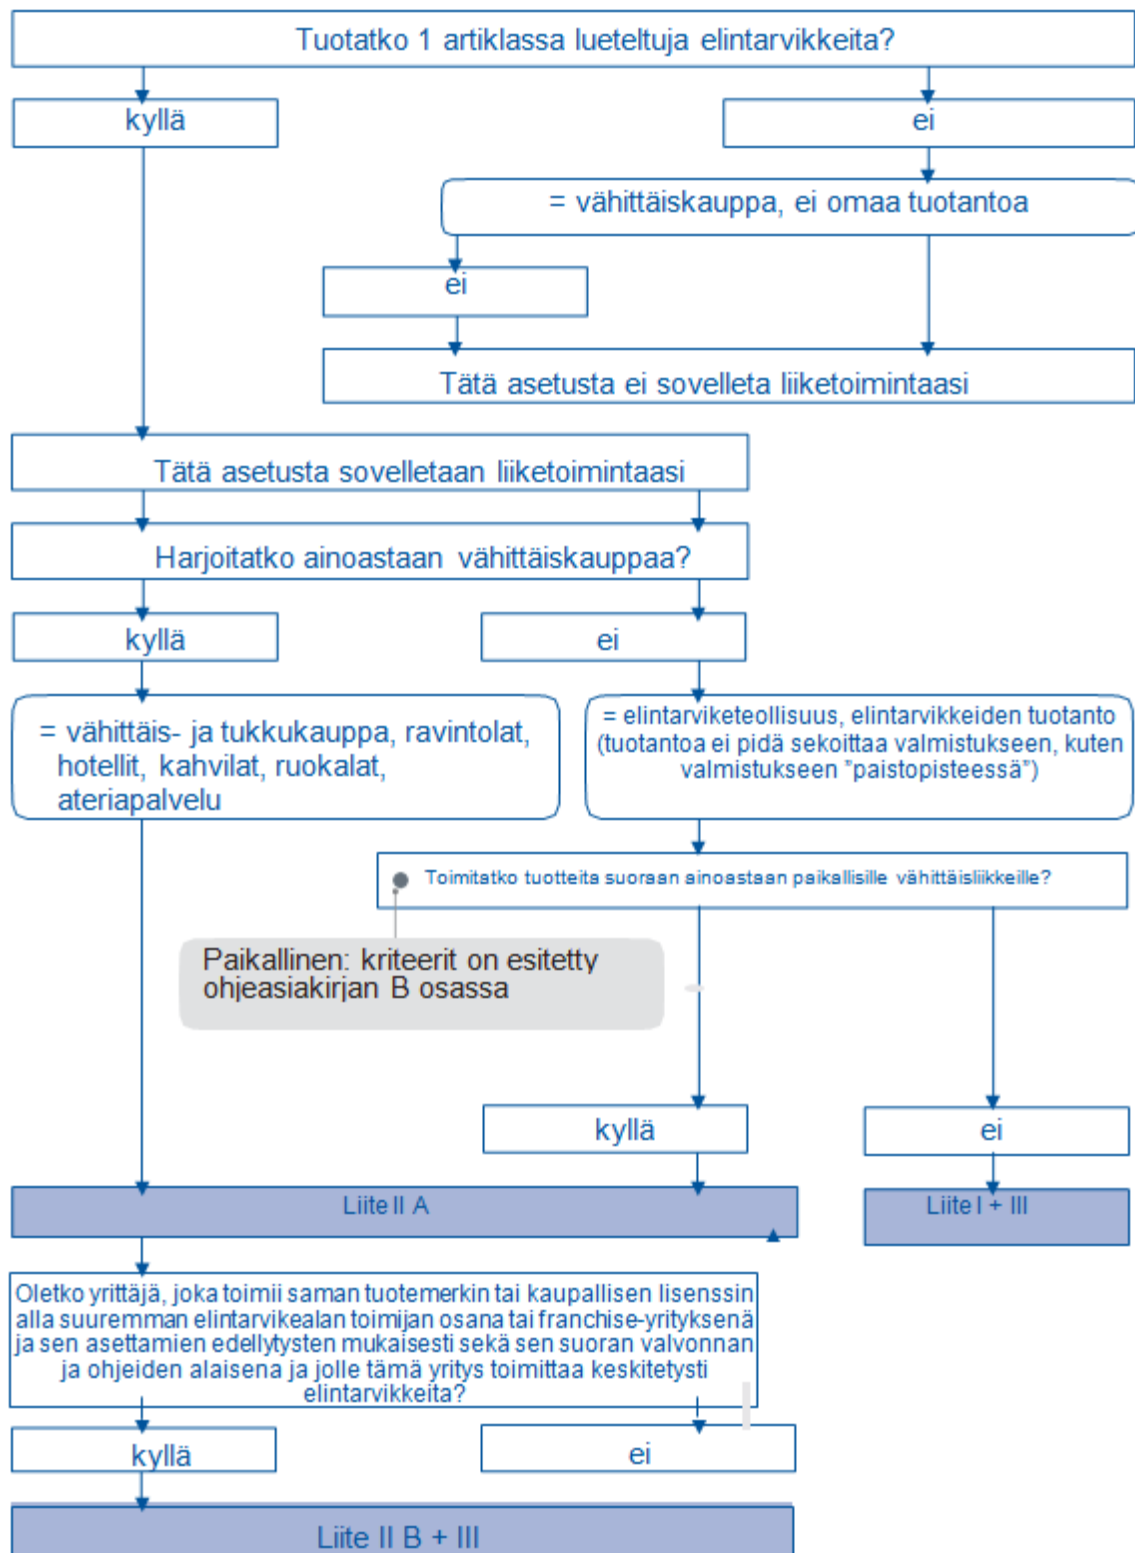 Tuotatko 1 artiklassa lueteltuja elintarvikkeita?
kyllä
ei
= vähittäiskauppa, ei omaa tuotantoa
ei
Tätä asetusta ei sovelleta liiketoimintaasi
Tätä asetusta sovelletaan liiketoimintaasi
Harjoitatko ainoastaan vähittäiskauppaa?
kyllä
ei
= vähittäis- ja tukkukauppa, ravintolat,
hotellit, kahvilat, ruokalat,
ateriapalvelu
= elintarviketeollisuus, elintarvikkeiden tuotanto
(tuotantoa ei pidä sekoittaa valmistukseen, kuten
valmistukseen ”paistopisteessä”)
Toimitatko tuotteita suoraan ainoastaan paikallisille vähittäisliikkeille?
Paikallinen: kriteerit on esitetty
ohjeasiakirjan B osassa
kyllä
ei
Liite II A
Liite I + III
Oletko yrittäjä, joka toimii saman tuotemerkin tai kaupallisen lisenssin
alla suuremman elintarvikealan toimijan osana tai franchise-yrityksenä
ja sen asettamien edellytysten mukaisesti sekä sen suoran valvonnan
ja ohjeiden alaisena ja jolle tämä yritys toimittaa keskitetysti
elintarvikkeita?
kyllä
ei
Liite II B + III